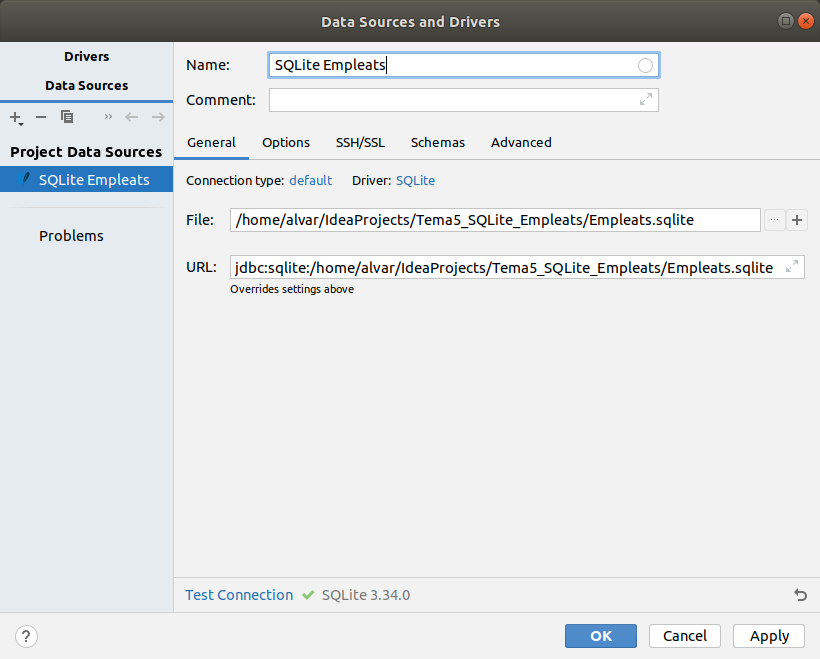 Data Sources and Drivers
Drivers
Data Sources
Project Data Sources
SQLite Empleats
Problems
Name: SQLite Empleats
Comment:
General Options SSH/SSL Schemas Advanced
Connection type: default Driver: SQLite
File: /home/alvar/IdeaProjects/Tema5_SQLite_Empleats/Empleats.sqlite
URL: jdbc:sqlite:/home/alvar/IdeaProjects/Tema5_SQLite_Empleats/Empleats.sqlite
Overrides settings above
Test Connection ✓ SQLite 3.34.0
? OK Cancel Apply